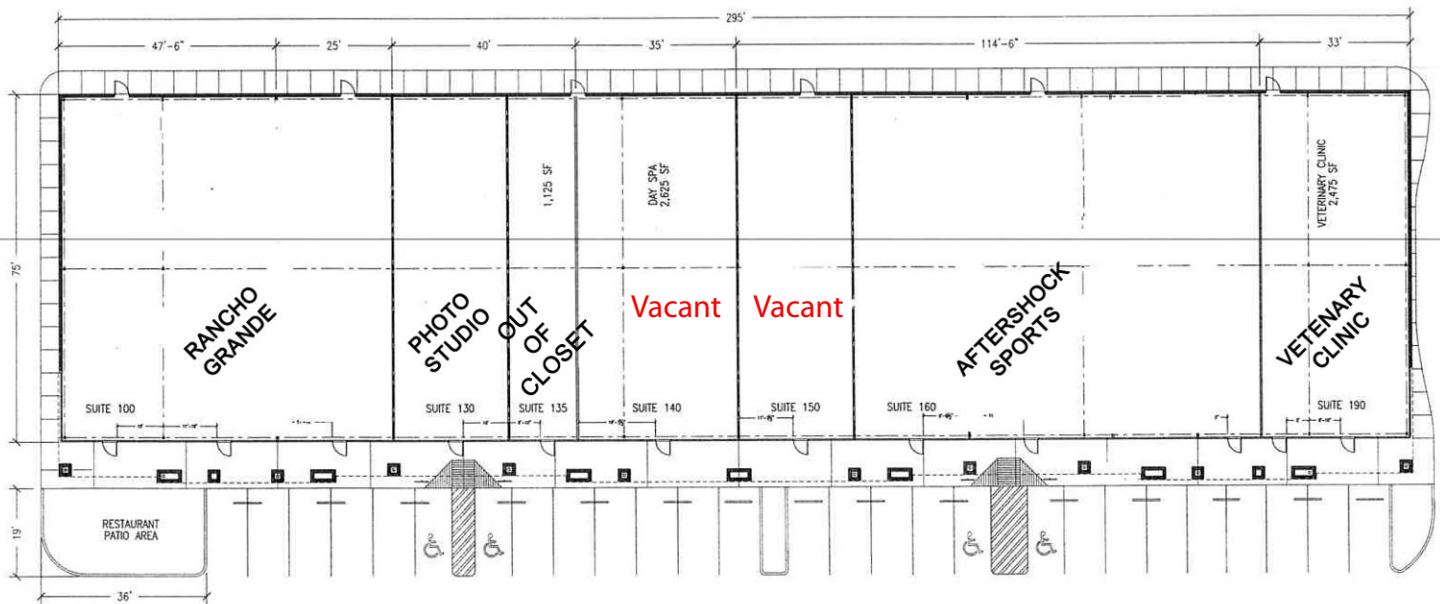 295'
47'-6"
25'
40'
35'
114'-6"
33'
75'
1,125 SF
DAY SPA
2,625 SF
VETERINARY CLINIC
2,475 SF
RANCHO
GRANDE
PHOTO
STUDIO
OUT
OF
CLOSET
Vacant
Vacant
AFTERSHOCK
SPORTS
VETENARY
CLINIC
SUITE 100
SUITE 130
SUITE 135
SUITE 140
SUITE 150
SUITE 160
SUITE 190
RESTAURANT
PATIO AREA
19'
36'